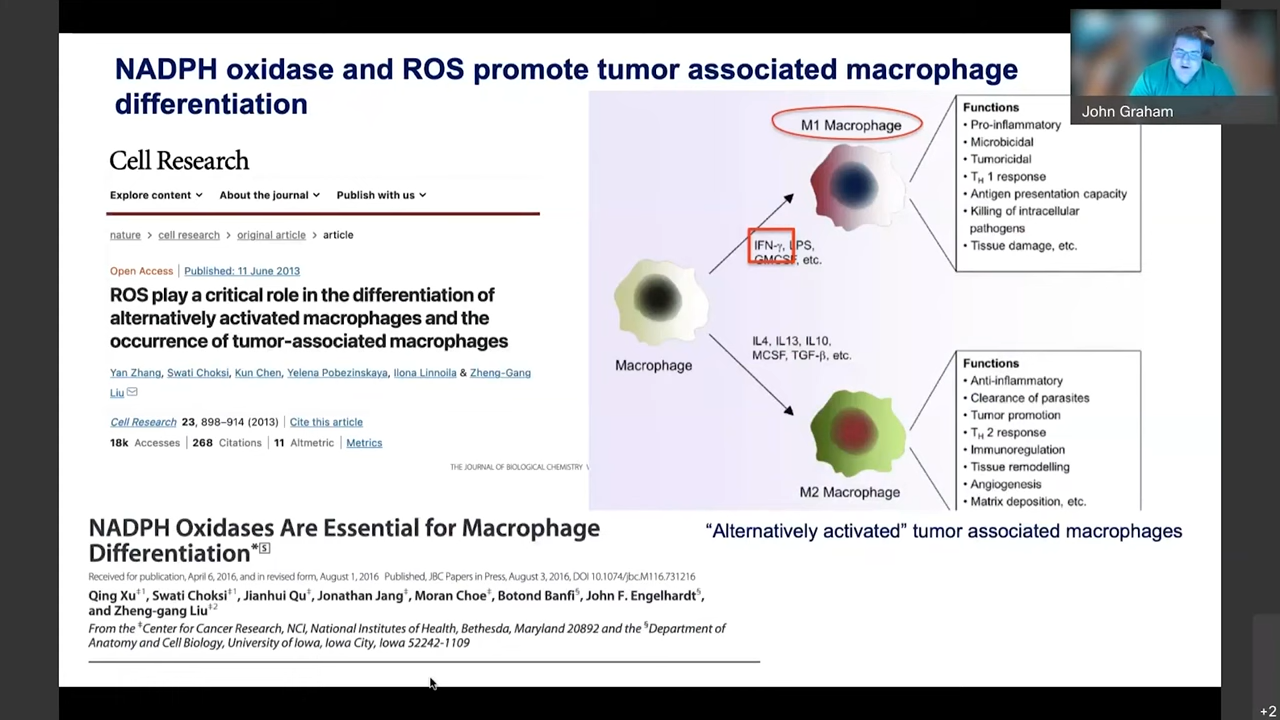 NADPH oxidase and ROS promote tumor associated macrophage
differentiation
John Graham
Cell Research
Explore content About the journal Publish with us
nature > cell research > original article > article
Open Access | Published: 11 June 2013
ROS play a critical role in the differentiation of
alternatively activated macrophages and the
occurrence of tumor-associated macrophages
Yan Zhang, Swati Choksi, Kun Chen, Yelena Pobezinskaya, Ilona Linnoila & Zheng-Gang
Liu
Cell Research 23, 898–914 (2013) | Cite this article
18k Accesses | 268 Citations | 11 Altmetric | Metrics
THE JOURNAL OF BIOLOGICAL CHEMISTRY
M1 Macrophage
Functions
• Pro-inflammatory
• Microbicidal
• Tumoricidal
• TH 1 response
• Antigen presentation capacity
• Killing of intracellular
pathogens
• Tissue damage, etc.
IFN-γ, LPS,
GMCSF, etc.
Macrophage
IL4, IL13, IL10,
MCSF, TGF-β, etc.
M2 Macrophage
Functions
• Anti-inflammatory
• Clearance of parasites
• Tumor promotion
• TH 2 response
• Immunoregulation
• Tissue remodelling
• Angiogenesis
• Matrix deposition, etc.
“Alternatively activated” tumor associated macrophages
NADPH Oxidases Are Essential for Macrophage
Differentiation*S
Received for publication, April 6, 2016, and in revised form, August 1, 2016 Published, JBC Papers in Press, August 3, 2016, DOI 10.1074/jbc.M116.731216
Qing Xu‡1, Swati Choksi‡1, Jianhui Qu‡, Jonathan Jang‡, Moran Choe‡, Botond Banfi§, John F. Engelhardt§,
and Zheng-gang Liu‡2
From the ‡Center for Cancer Research, NCI, National Institutes of Health, Bethesda, Maryland 20892 and the §Department of
Anatomy and Cell Biology, University of Iowa, Iowa City, Iowa 52242-1109
+2